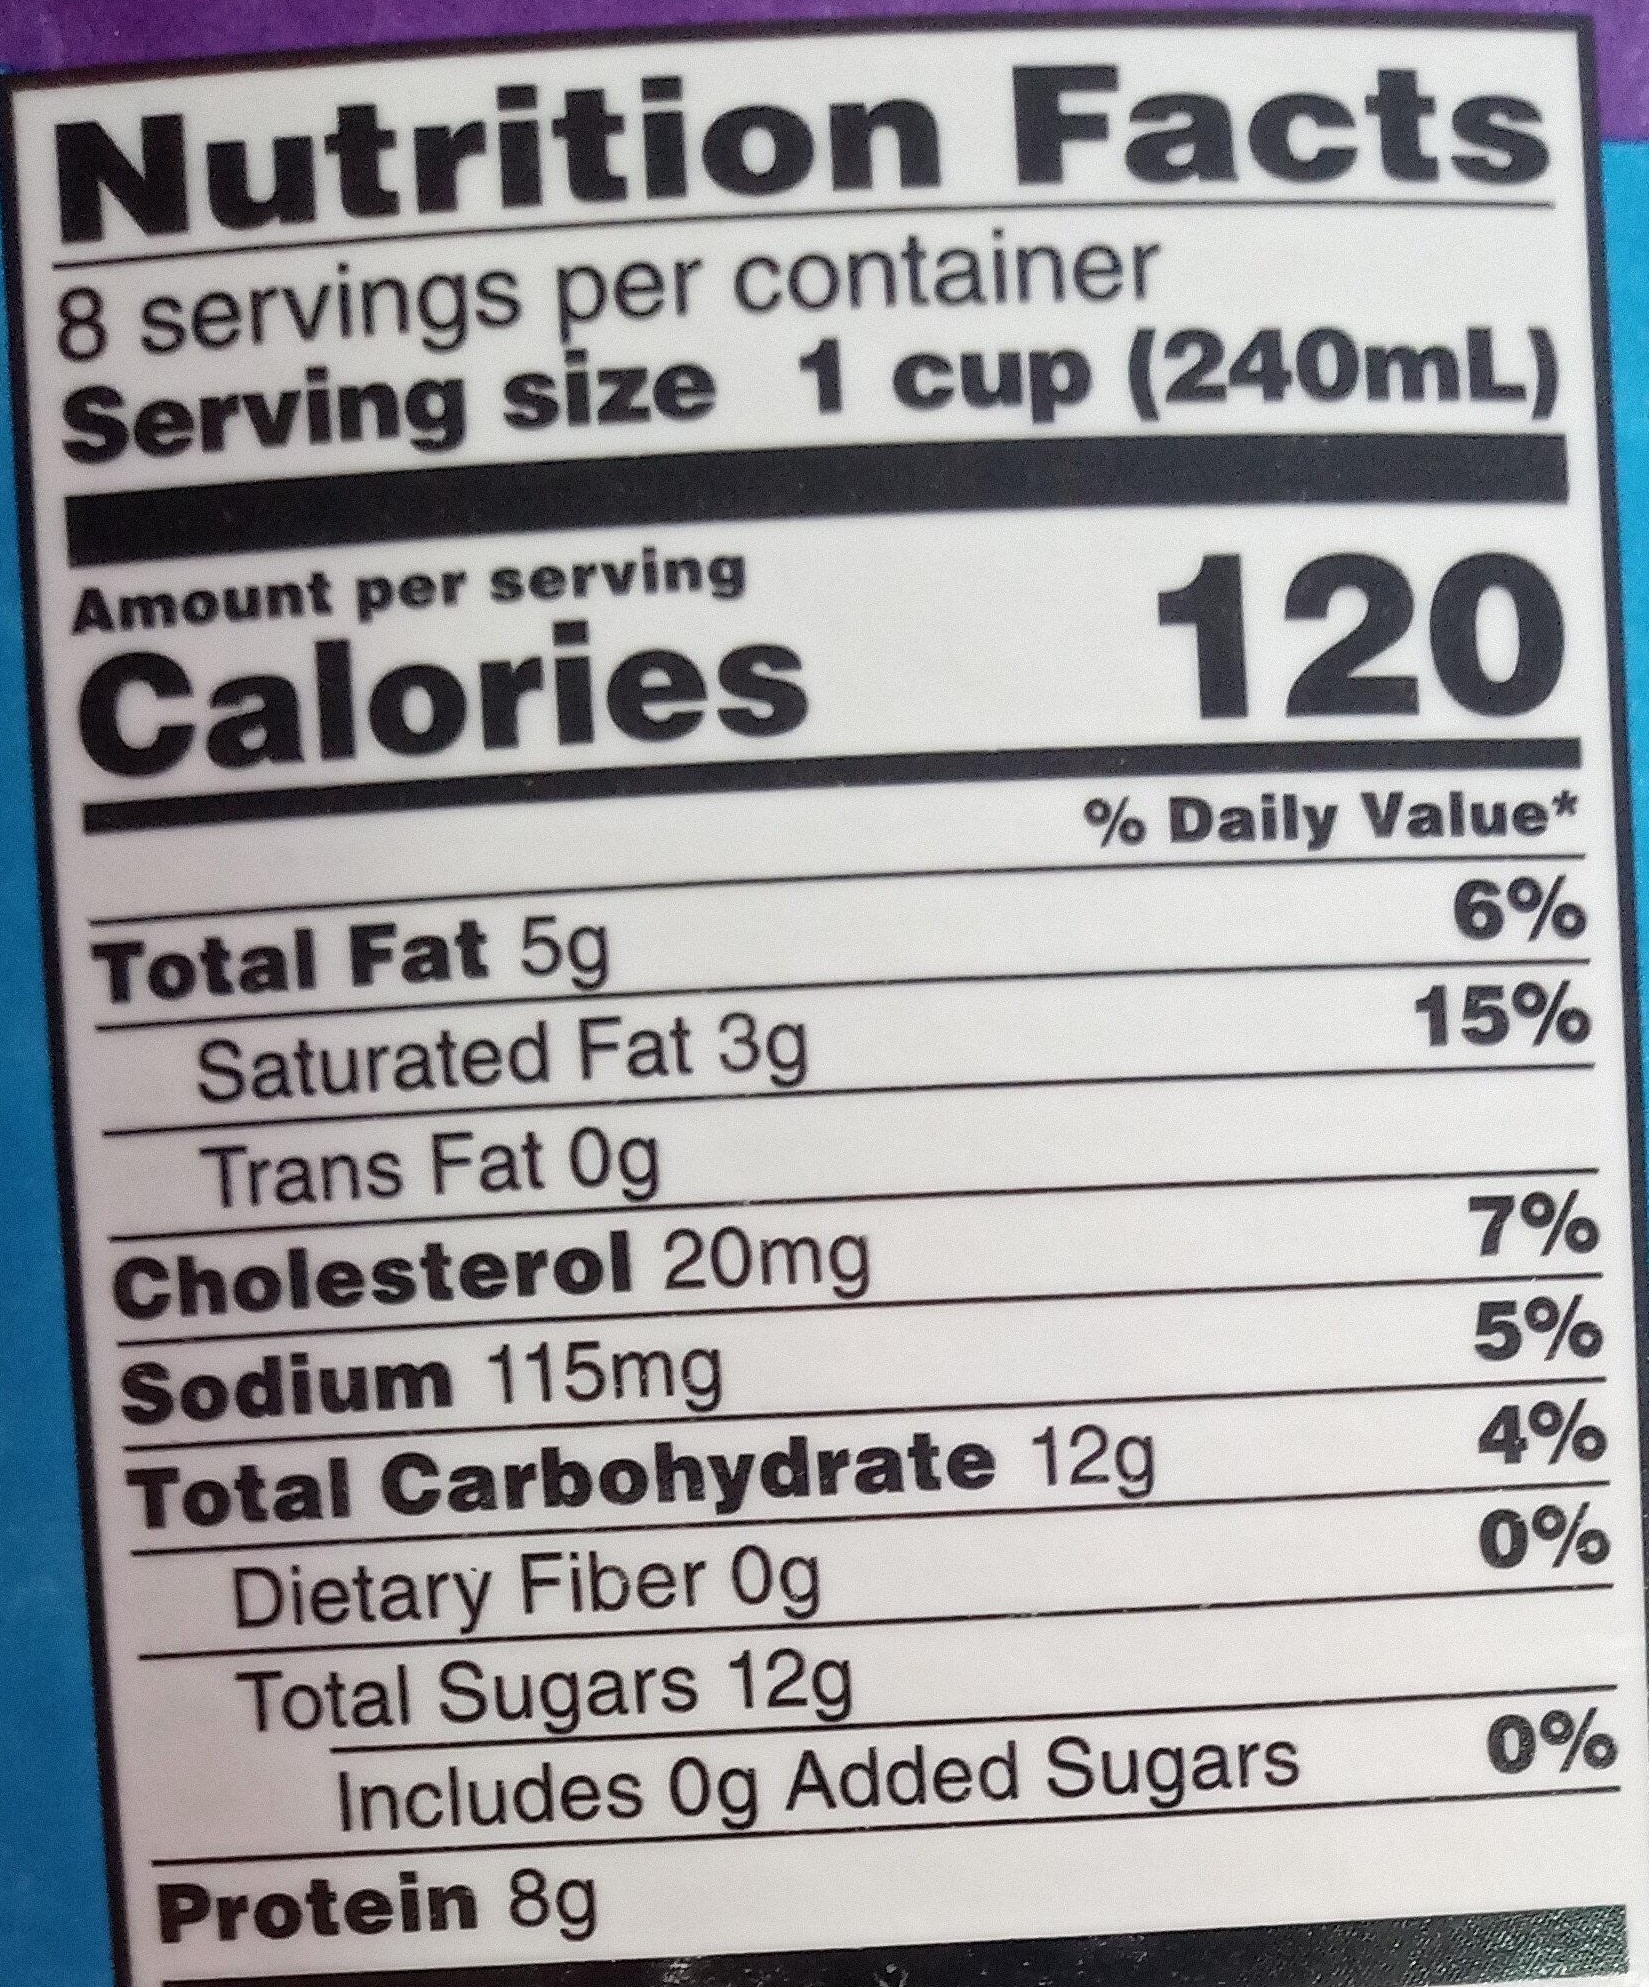 Nutrition Facts
8 servings per container
Serving size 1 cup (240mL)
Amount per serving
Calories 120
% Daily Value*
Total Fat 5g 6%
Saturated Fat 3g 15%
Trans Fat 0g
Cholesterol 20mg 7%
Sodium 115mg 5%
Total Carbohydrate 12g 4%
Dietary Fiber 0g 0%
Total Sugars 12g
Includes 0g Added Sugars 0%
Protein 8g